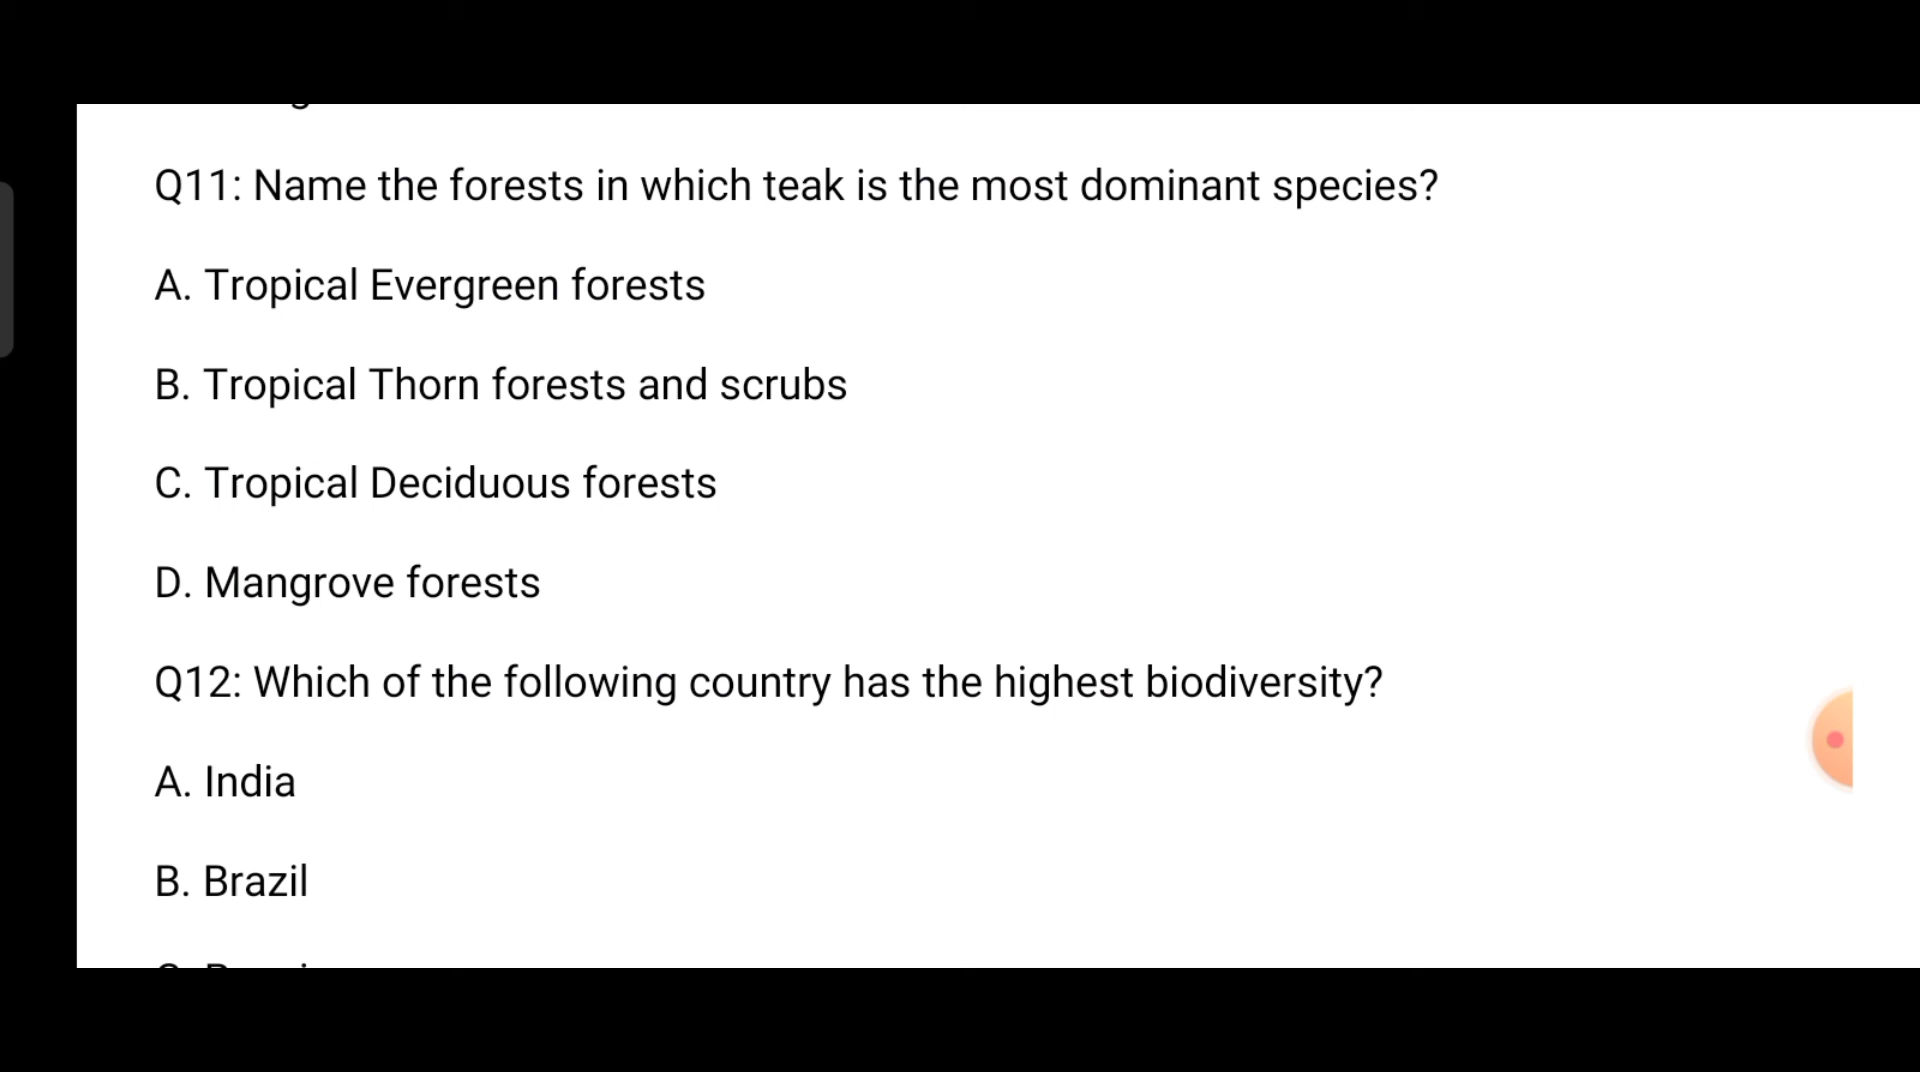 Q11: Name the forests in which teak is the most dominant species?
A. Tropical Evergreen forests
B. Tropical Thorn forests and scrubs
C. Tropical Deciduous forests
D. Mangrove forests
Q12: Which of the following country has the highest biodiversity?
A. India
B. Brazil